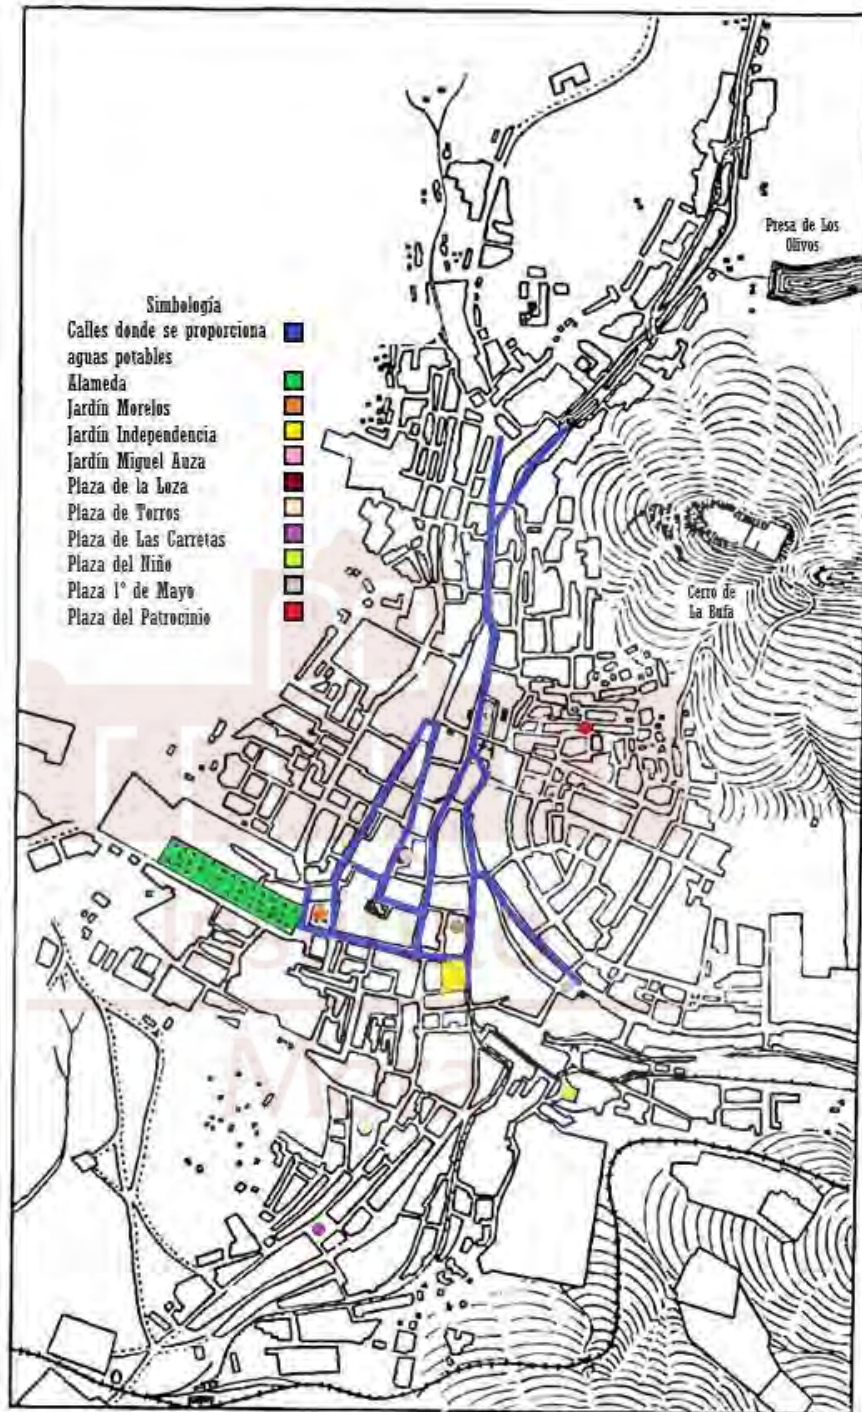 Presa de Los
Olivos
Simbología
Calles donde se proporciona
aguas potables
Alameda
Jardín Morelos
Jardín Independencia
Jardín Miguel Auza
Plaza de la Loza
Plaza de Torros
Plaza de Las Carretas
Plaza del Niño
Plaza 1° de Mayo
Plaza del Patrocinio
Cerro de
La Bufa
Instituto
Mora